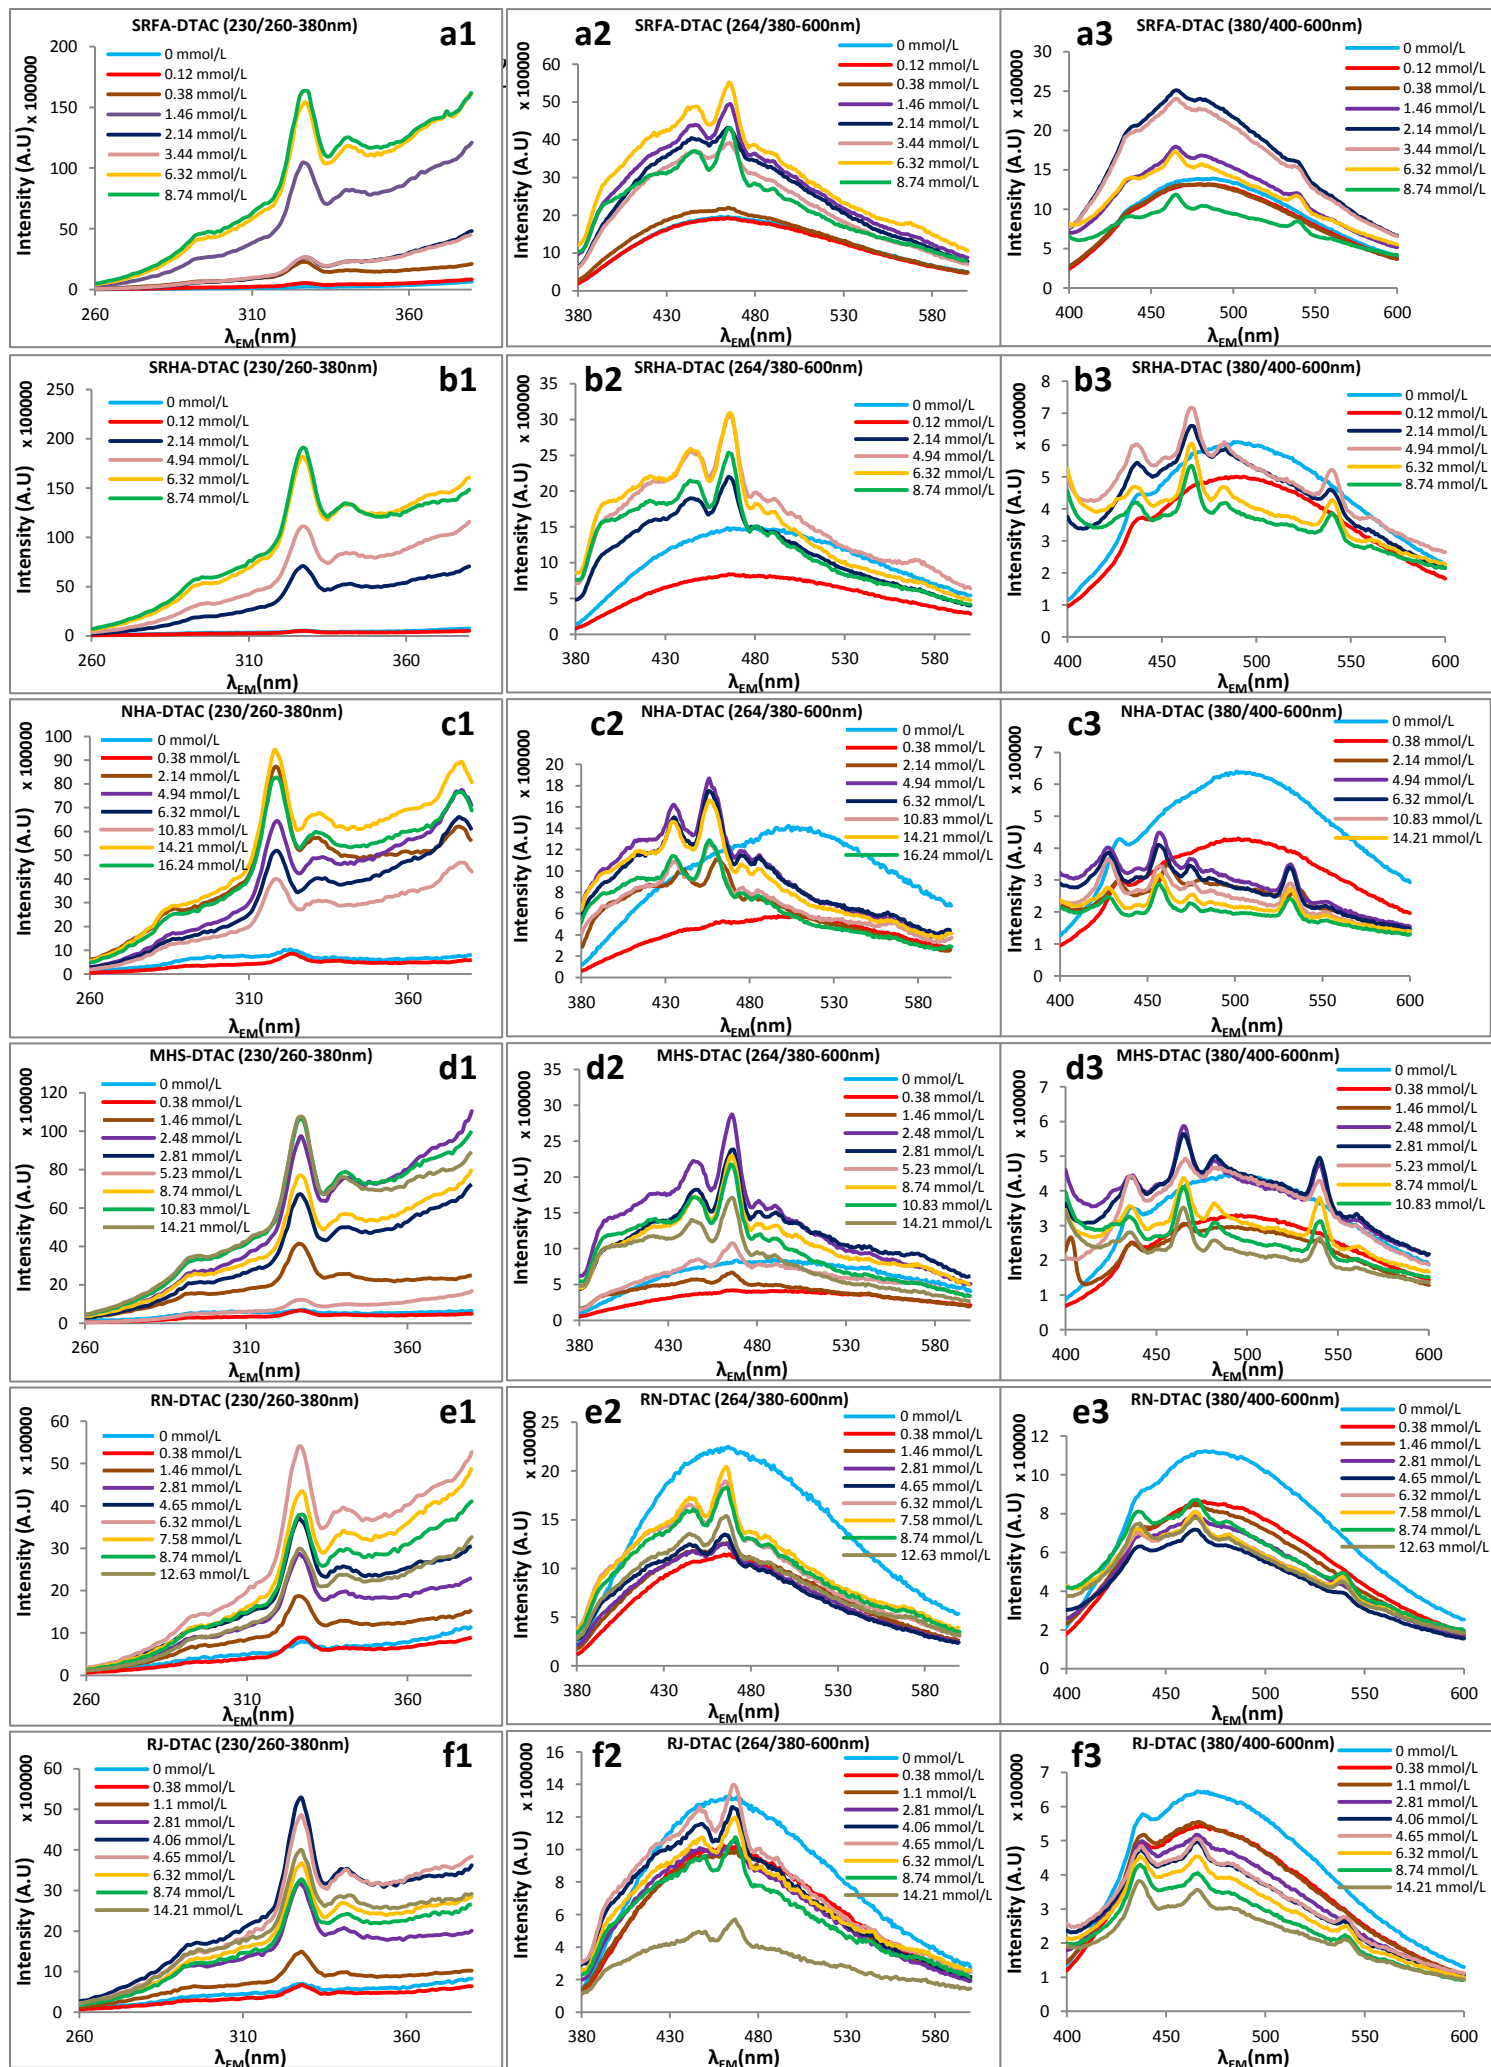 SRFA-DTAC (230/260-380nm)
a1
x 100000
Intensity (A.U)
200
150
100
50
0
0 mmol/L
0.12 mmol/L
0.38 mmol/L
1.46 mmol/L
2.14 mmol/L
3.44 mmol/L
6.32 mmol/L
8.74 mmol/L
260 310 360
λEM(nm)
SRFA-DTAC (264/380-600nm)
a2
x 100000
Intensity (A.U)
60
50
40
30
20
10
0
0 mmol/L
0.12 mmol/L
0.38 mmol/L
1.46 mmol/L
2.14 mmol/L
3.44 mmol/L
6.32 mmol/L
8.74 mmol/L
380 430 480 530 580
λEM(nm)
SRFA-DTAC (380/400-600nm)
a3
x 100000
Intensity (A.U)
30
25
20
15
10
5
0
0 mmol/L
0.12 mmol/L
0.38 mmol/L
1.46 mmol/L
2.14 mmol/L
3.44 mmol/L
6.32 mmol/L
8.74 mmol/L
400 450 500 550 600
λEM(nm)
SRHA-DTAC (230/260-380nm)
b1
x 100000
Intensity (A.U)
250
200
150
100
50
0
0 mmol/L
0.12 mmol/L
2.14 mmol/L
4.94 mmol/L
6.32 mmol/L
8.74 mmol/L
260 310 360
λEM(nm)
SRHA-DTAC (264/380-600nm)
b2
x 100000
Intensity (A.U)
35
30
25
20
15
10
5
0
0 mmol/L
0.12 mmol/L
2.14 mmol/L
4.94 mmol/L
6.32 mmol/L
8.74 mmol/L
380 430 480 530 580
λEM(nm)
SRHA-DTAC (380/400-600nm)
b3
x 100000
Intensity (A.U)
8
7
6
5
4
3
2
1
0
0 mmol/L
0.12 mmol/L
2.14 mmol/L
4.94 mmol/L
6.32 mmol/L
8.74 mmol/L
400 450 500 550 600
λEM(nm)
NHA-DTAC (230/260-380nm)
c1
x 100000
Intensity (A.U)
100
90
80
70
60
50
40
30
20
10
0
0 mmol/L
0.38 mmol/L
2.14 mmol/L
4.94 mmol/L
6.32 mmol/L
10.83 mmol/L
14.21 mmol/L
16.24 mmol/L
260 310 360
λEM(nm)
NHA-DTAC (264/380-600nm)
c2
x 100000
Intensity (A.U)
20
18
16
14
12
10
8
6
4
2
0
0 mmol/L
0.38 mmol/L
2.14 mmol/L
4.94 mmol/L
6.32 mmol/L
10.83 mmol/L
14.21 mmol/L
16.24 mmol/L
380 430 480 530 580
λEM(nm)
NHA-DTAC (380/400-600nm)
c3
x 100000
Intensity (A.U)
7
6
5
4
3
2
1
0
0 mmol/L
0.38 mmol/L
2.14 mmol/L
4.94 mmol/L
6.32 mmol/L
10.83 mmol/L
14.21 mmol/L
400 450 500 550 600
λEM(nm)
MHS-DTAC (230/260-380nm)
d1
x 100000
Intensity (A.U)
120
100
80
60
40
20
0
0 mmol/L
0.38 mmol/L
1.46 mmol/L
2.48 mmol/L
2.81 mmol/L
5.23 mmol/L
8.74 mmol/L
10.83 mmol/L
14.21 mmol/L
260 310 360
λEM(nm)
MHS-DTAC (264/380-600nm)
d2
x 100000
Intensity (A.U)
35
30
25
20
15
10
5
0
0 mmol/L
0.38 mmol/L
1.46 mmol/L
2.48 mmol/L
2.81 mmol/L
5.23 mmol/L
8.74 mmol/L
10.83 mmol/L
14.21 mmol/L
380 430 480 530 580
λEM(nm)
MHS-DTAC (380/400-600nm)
d3
x 100000
Intensity (A.U)
7
6
5
4
3
2
1
0
0 mmol/L
0.38 mmol/L
1.46 mmol/L
2.48 mmol/L
2.81 mmol/L
5.23 mmol/L
8.74 mmol/L
10.83 mmol/L
400 450 500 550 600
λEM(nm)
RN-DTAC (230/260-380nm)
e1
x 100000
Intensity (A.U)
60
50
40
30
20
10
0
0 mmol/L
0.38 mmol/L
1.46 mmol/L
2.81 mmol/L
4.65 mmol/L
6.32 mmol/L
7.58 mmol/L
8.74 mmol/L
12.63 mmol/L
260 310 360
λEM(nm)
RN-DTAC (264/380-600nm)
e2
x 100000
Intensity (A.U)
25
20
15
10
5
0
0 mmol/L
0.38 mmol/L
1.46 mmol/L
2.81 mmol/L
4.65 mmol/L
6.32 mmol/L
7.58 mmol/L
8.74 mmol/L
12.63 mmol/L
380 430 480 530 580
λEM(nm)
RN-DTAC (380/400-600nm)
e3
x 100000
Intensity (A.U)
12
10
8
6
4
2
0
0 mmol/L
0.38 mmol/L
1.46 mmol/L
2.81 mmol/L
4.65 mmol/L
6.32 mmol/L
7.58 mmol/L
8.74 mmol/L
12.63 mmol/L
400 450 500 550 600
λEM(nm)
RJ-DTAC (230/260-380nm)
f1
x 100000
Intensity (A.U)
60
50
40
30
20
10
0
0 mmol/L
0.38 mmol/L
1.1 mmol/L
2.81 mmol/L
4.06 mmol/L
4.65 mmol/L
6.32 mmol/L
8.74 mmol/L
14.21 mmol/L
260 310 360
λEM(nm)
RJ-DTAC (264/380-600nm)
f2
x 100000
Intensity (A.U)
16
14
12
10
8
6
4
2
0
0 mmol/L
0.38 mmol/L
1.1 mmol/L
2.81 mmol/L
4.06 mmol/L
4.65 mmol/L
6.32 mmol/L
8.74 mmol/L
14.21 mmol/L
380 430 480 530 580
λEM(nm)
RJ-DTAC (380/400-600nm)
f3
x 100000
Intensity (A.U)
7
6
5
4
3
2
1
0
0 mmol/L
0.38 mmol/L
1.1 mmol/L
2.81 mmol/L
4.06 mmol/L
4.65 mmol/L
6.32 mmol/L
8.74 mmol/L
14.21 mmol/L
400 450 500 550 600
λEM(nm)